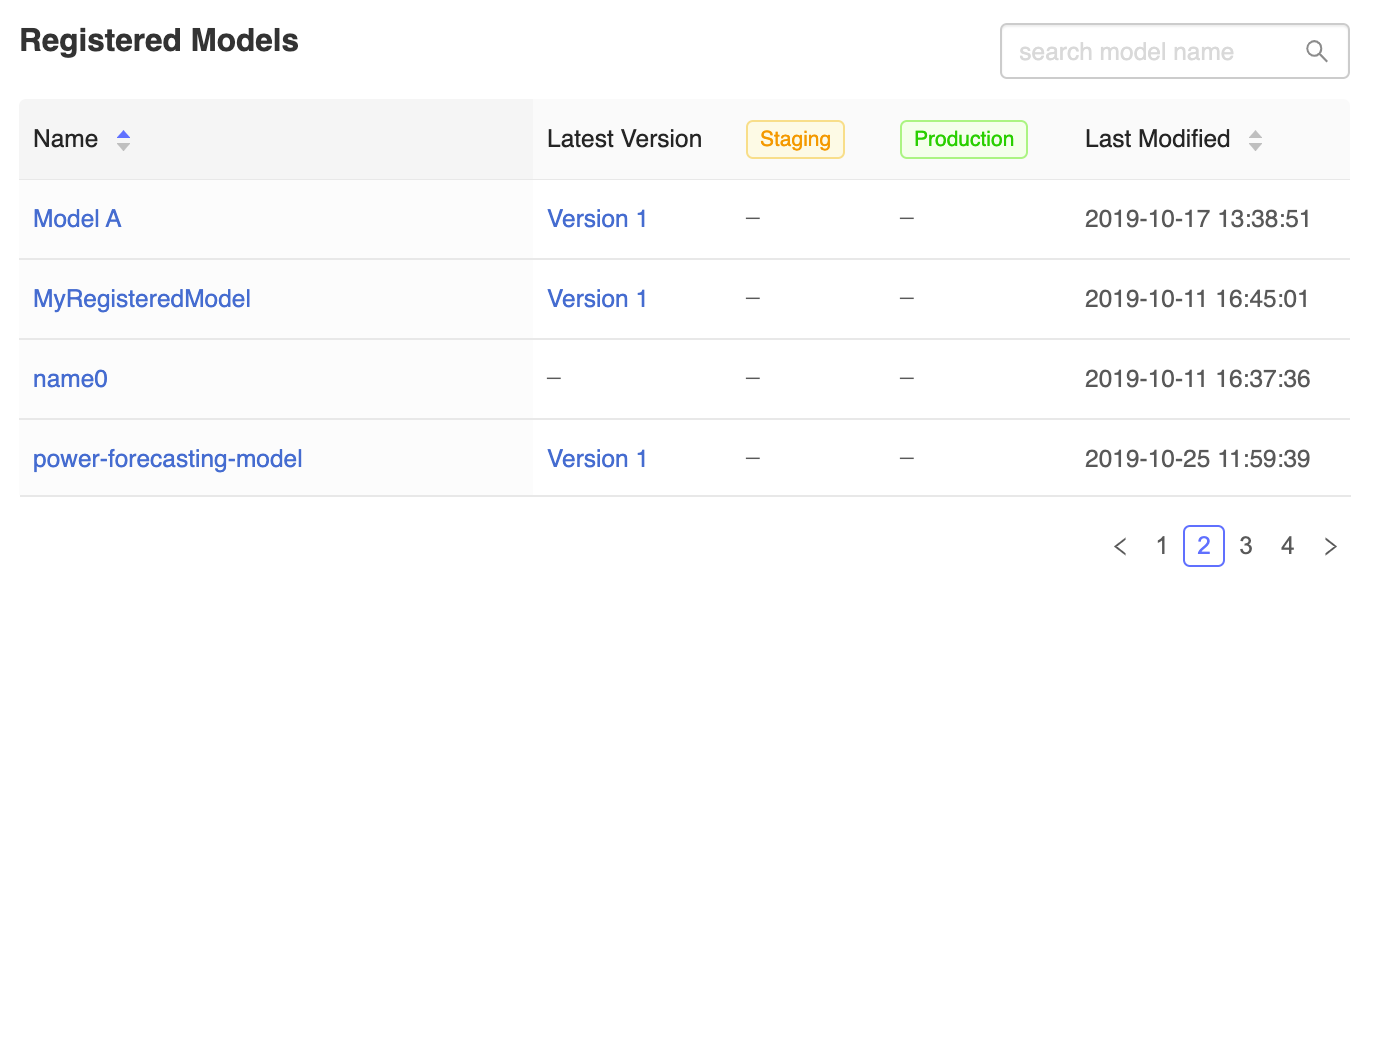 Registered Models
search model name
Name Latest Version Staging Production Last Modified
Model A Version 1 – – 2019-10-17 13:38:51
MyRegisteredModel Version 1 – – 2019-10-11 16:45:01
name0 – – – 2019-10-11 16:37:36
power-forecasting-model Version 1 – – 2019-10-25 11:59:39
< 1 2 3 4 >